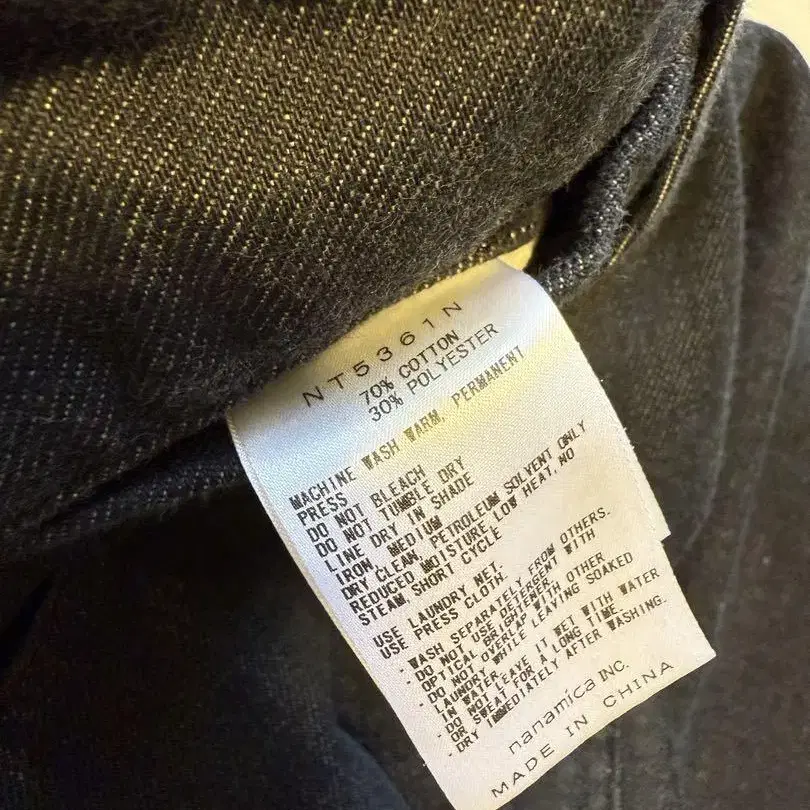 NT5361N
70% COTTON
30% POLYESTER
MACHINE WASH WARM, PERMANENT
PRESS
DO NOT BLEACH
DO NOT TUMBLE DRY
LINE DRY IN SHADE
IRON, MEDIUM
DRY CLEAN, PETROLEUM SOLVENT ONLY
REDUCED MOISTURE, LOW HEAT, NO
STEAM SHORT CYCLE
USE LAUNDRY NET.
USE PRESS CLOTH.
- WASH SEPARATELY FROM OTHERS.
- DO NOT USE DETERGENT WITH
OPTICAL BRIGHTENER.
- DO NOT OVERLAP WITH OTHER
LAUNDRY WHILE LEAVING SOAKED
IN WATER.
- DO NOT LEAVE IT WET WITH WATER
OR SWEAT FOR A LONG TIME.
- DRY IMMEDIATELY AFTER WASHING.
nanamica INC.
MADE IN CHINA